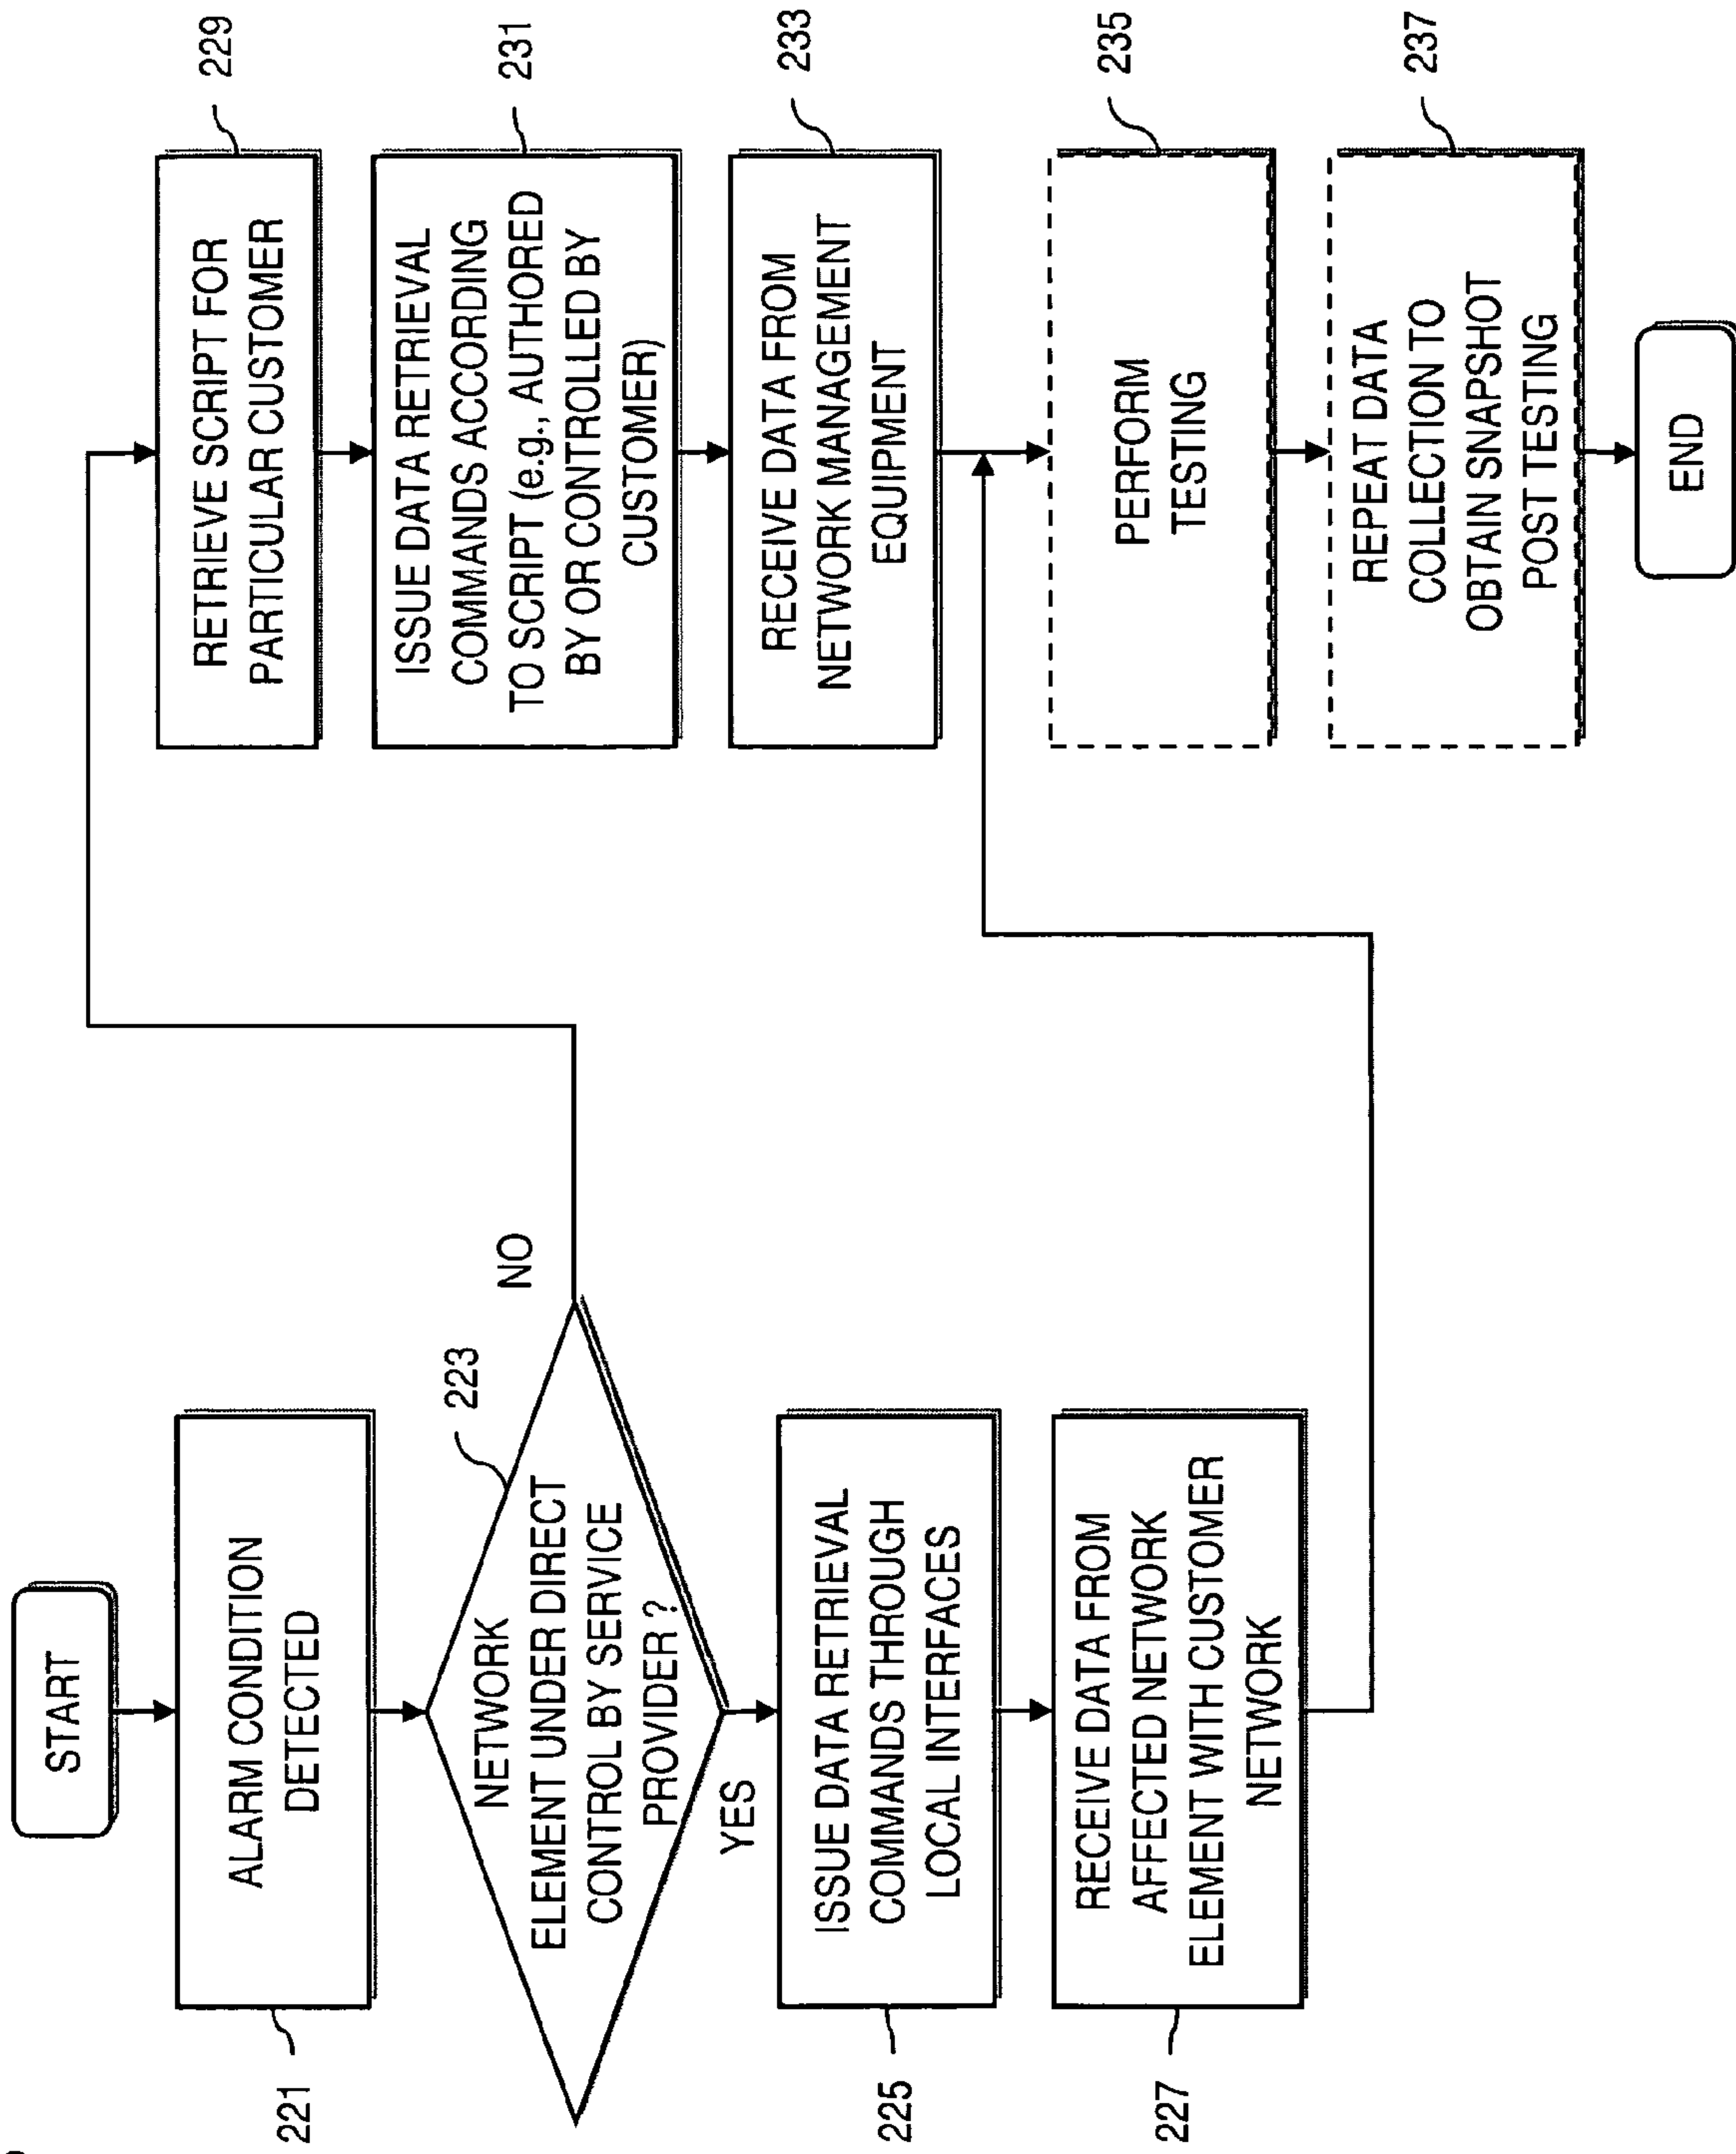 START
ALARM CONDITION
DETECTED
221
NETWORK
ELEMENT UNDER DIRECT
CONTROL BY SERVICE
PROVIDER ?
223
NO
YES
ISSUE DATA RETRIEVAL
COMMANDS THROUGH
LOCAL INTERFACES
225
RECEIVE DATA FROM
AFFECTED NETWORK
ELEMENT WITH CUSTOMER
NETWORK
227
RETRIEVE SCRIPT FOR
PARTICULAR CUSTOMER
229
ISSUE DATA RETRIEVAL
COMMANDS ACCORDING
TO SCRIPT (e.g., AUTHORED
BY OR CONTROLLED BY
CUSTOMER)
231
RECEIVE DATA FROM
NETWORK MANAGEMENT
EQUIPMENT
233
PERFORM
TESTING
235
REPEAT DATA
COLLECTION TO
OBTAIN SNAPSHOT
POST TESTING
237
END